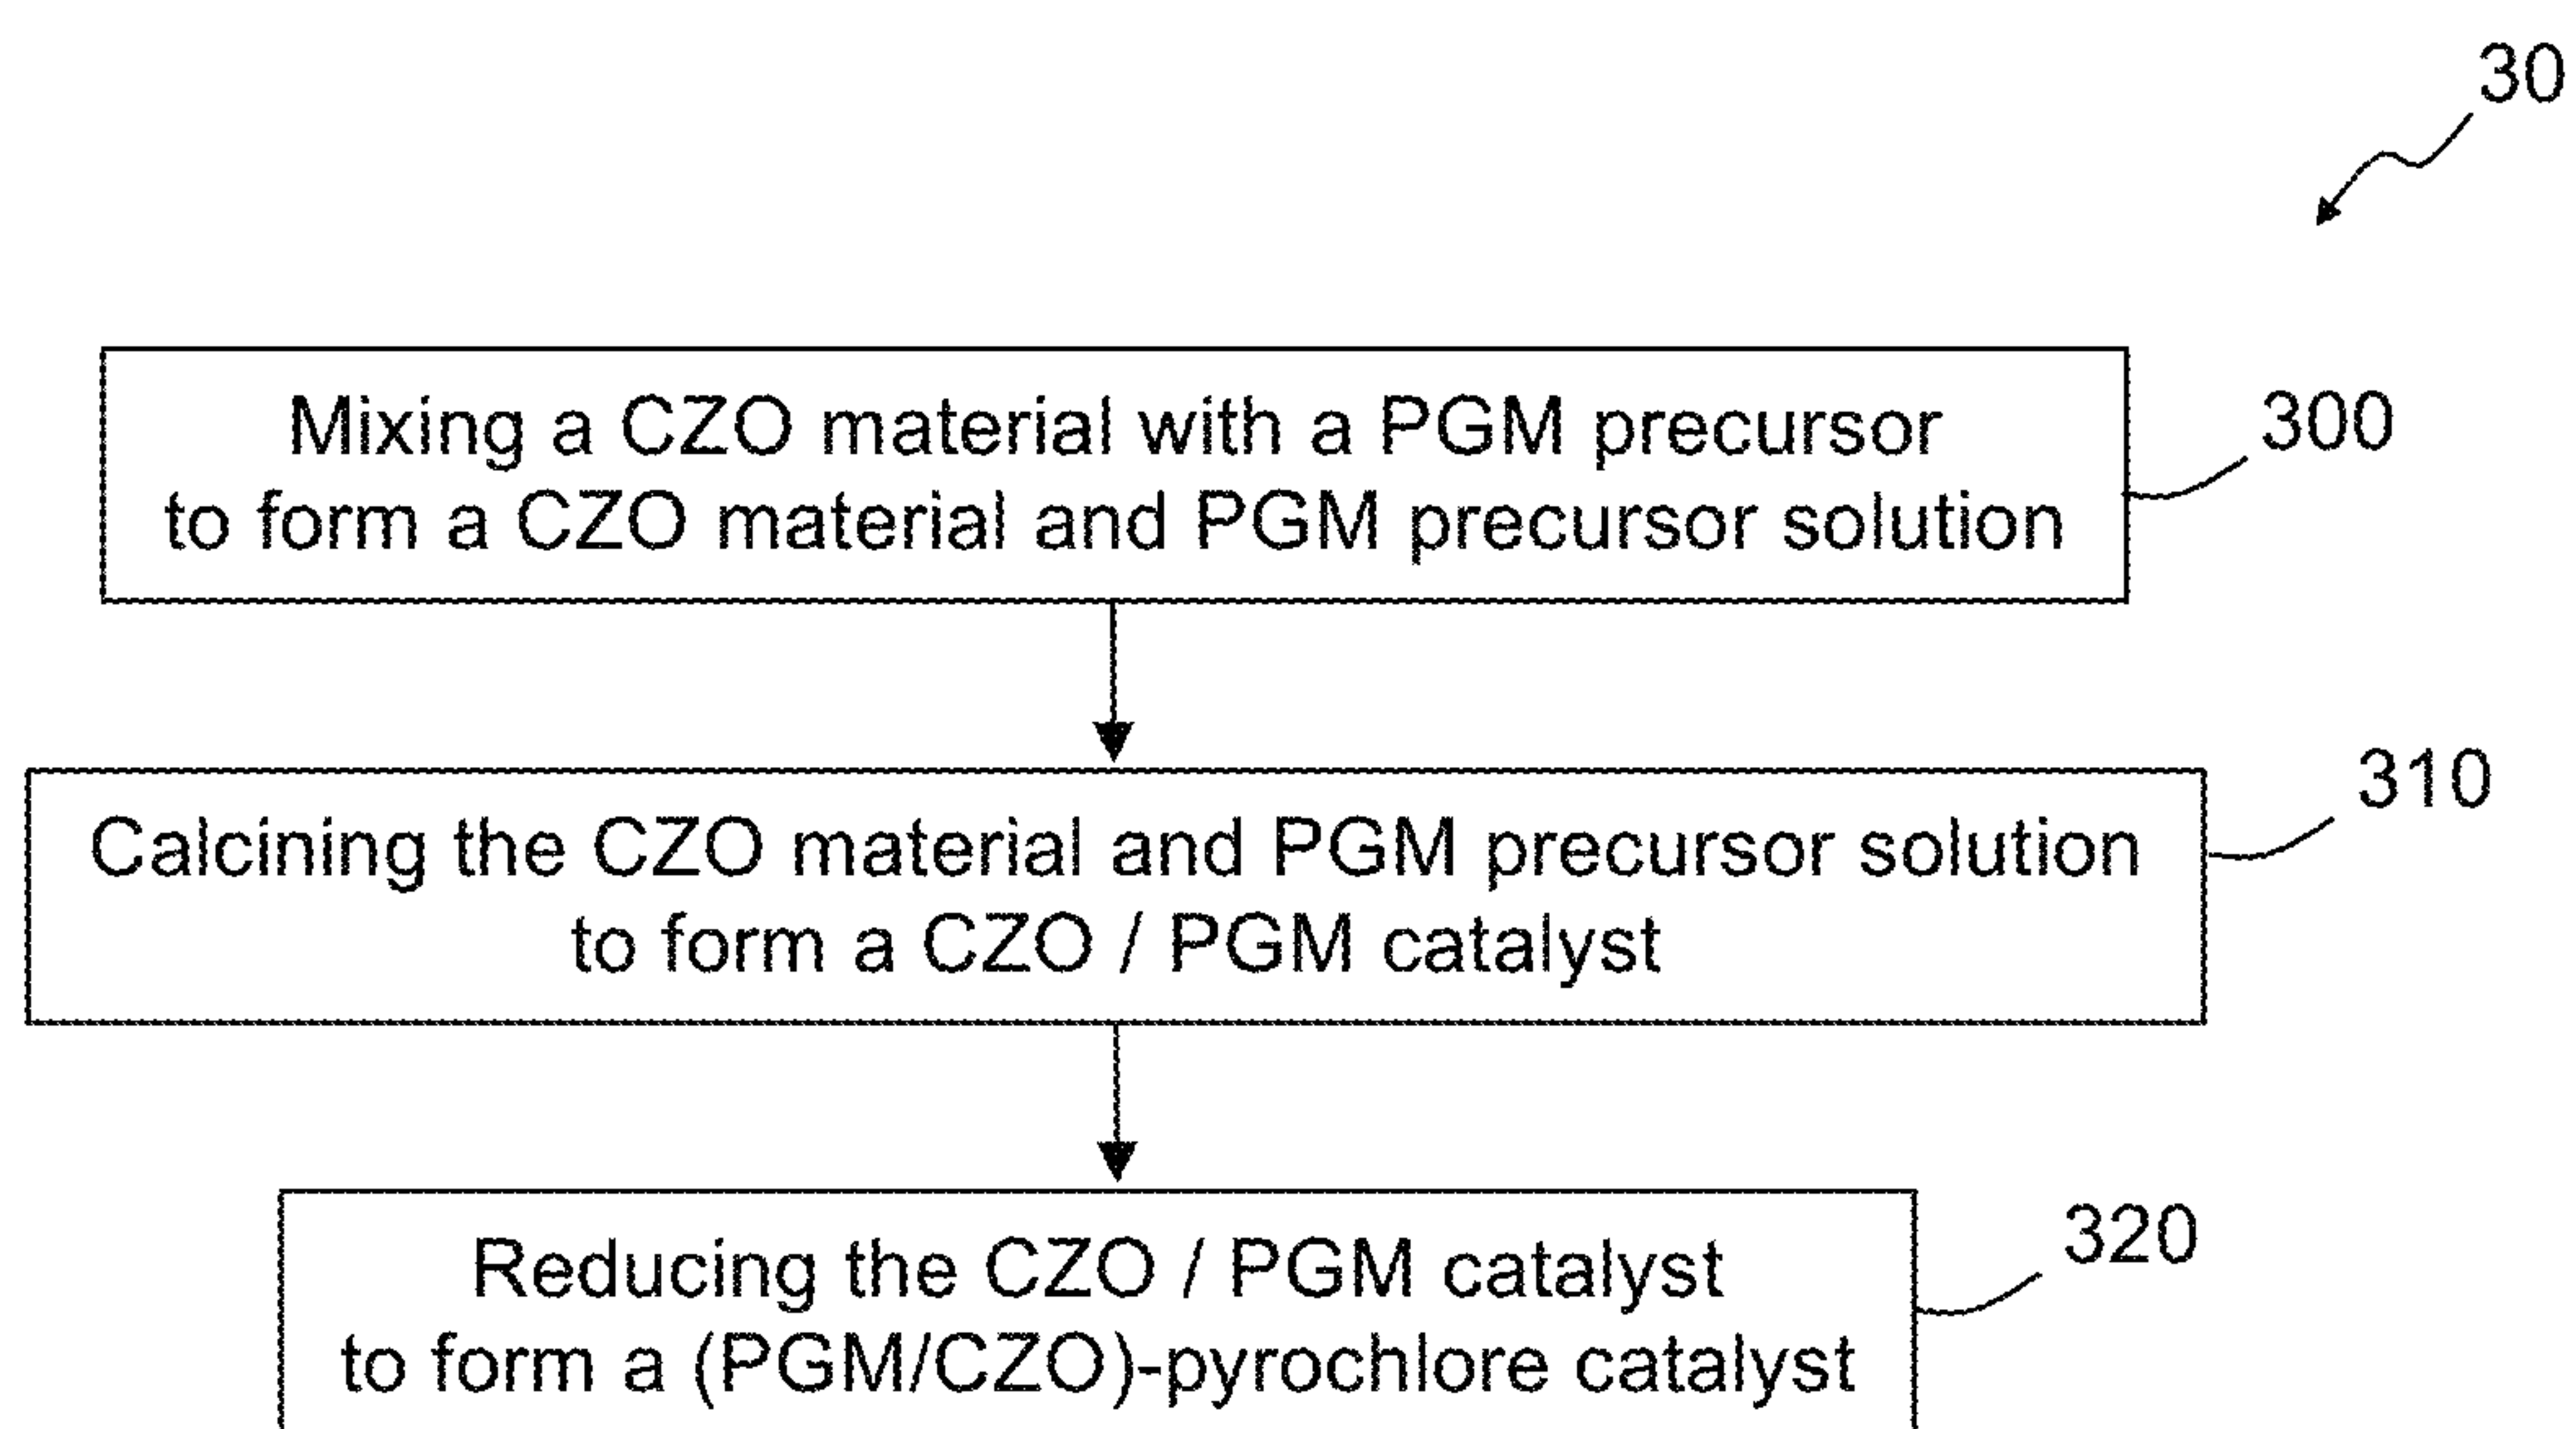 30
Mixing a CZO material with a PGM precursor
to form a CZO material and PGM precursor solution
300
Calcining the CZO material and PGM precursor solution
to form a CZO / PGM catalyst
310
Reducing the CZO / PGM catalyst
to form a (PGM/CZO)-pyrochlore catalyst
320